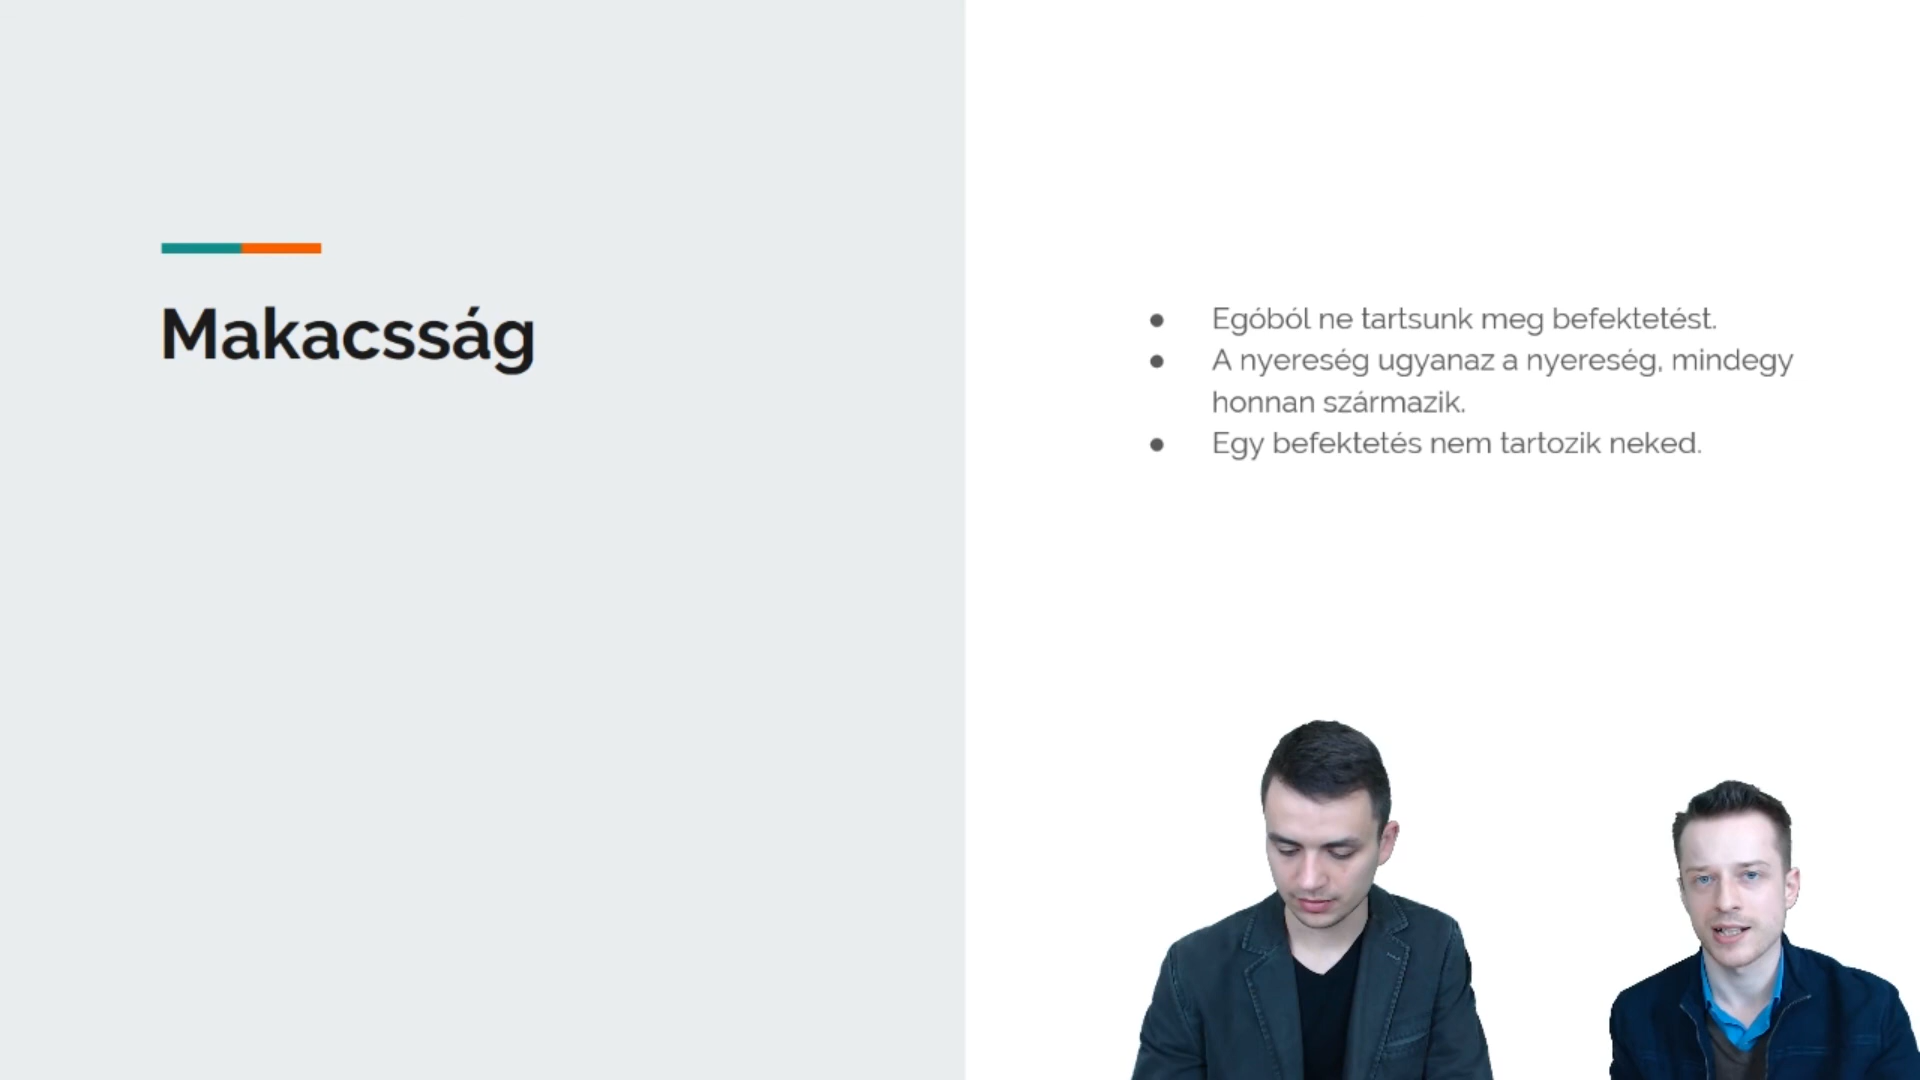 Makacsság
Egóból ne tartsunk meg befektetést.
A nyereség ugyanaz a nyereség, mindegy
honnan származik.
Egy befektetés nem tartozik neked.